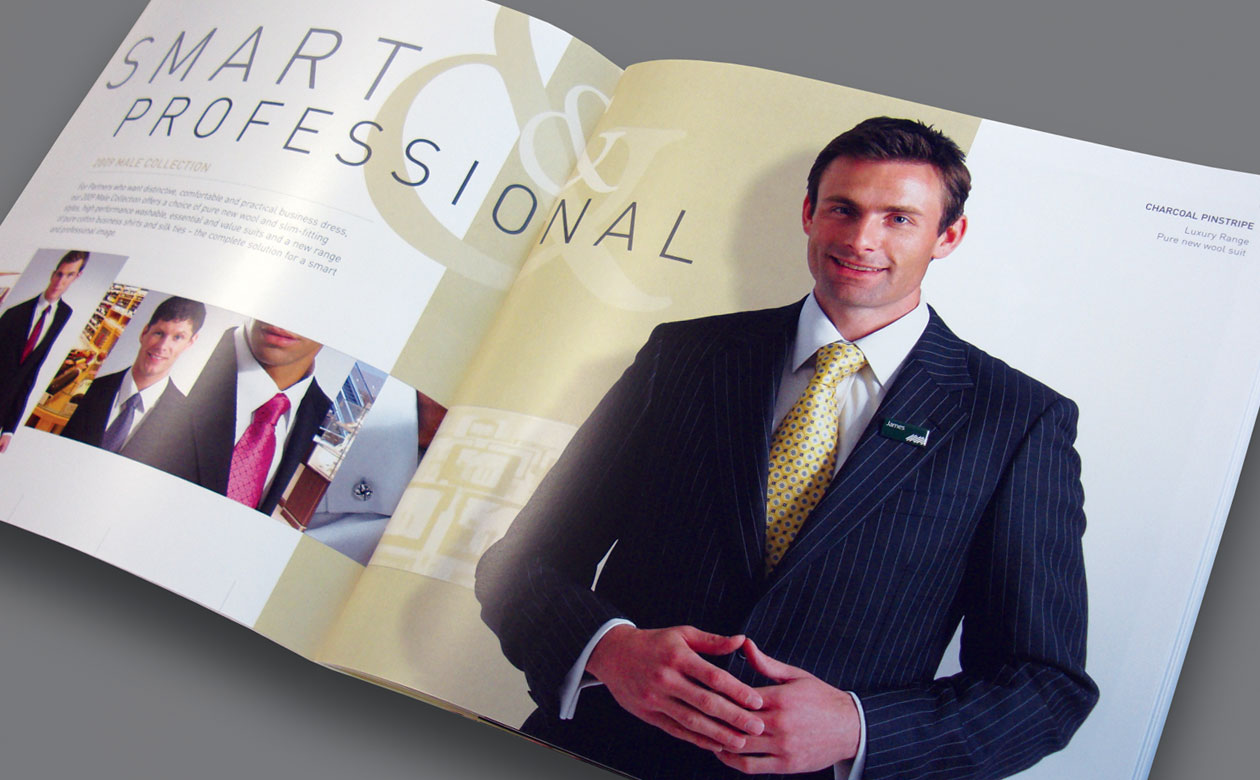 SMART
&
PROFESSIONAL
&
2009 MALE COLLECTION
For Partners who want distinctive, comfortable and practical business dress,
our 2009 Male Collection offers a choice of pure new wool and slim-fitting
styles, high performance washable, essential and value suits and a new range
of pure cotton business shirts and silk ties – the complete solution for a smart
and professional image.
CHARCOAL PINSTRIPE
Luxury Range
Pure new wool suit
James